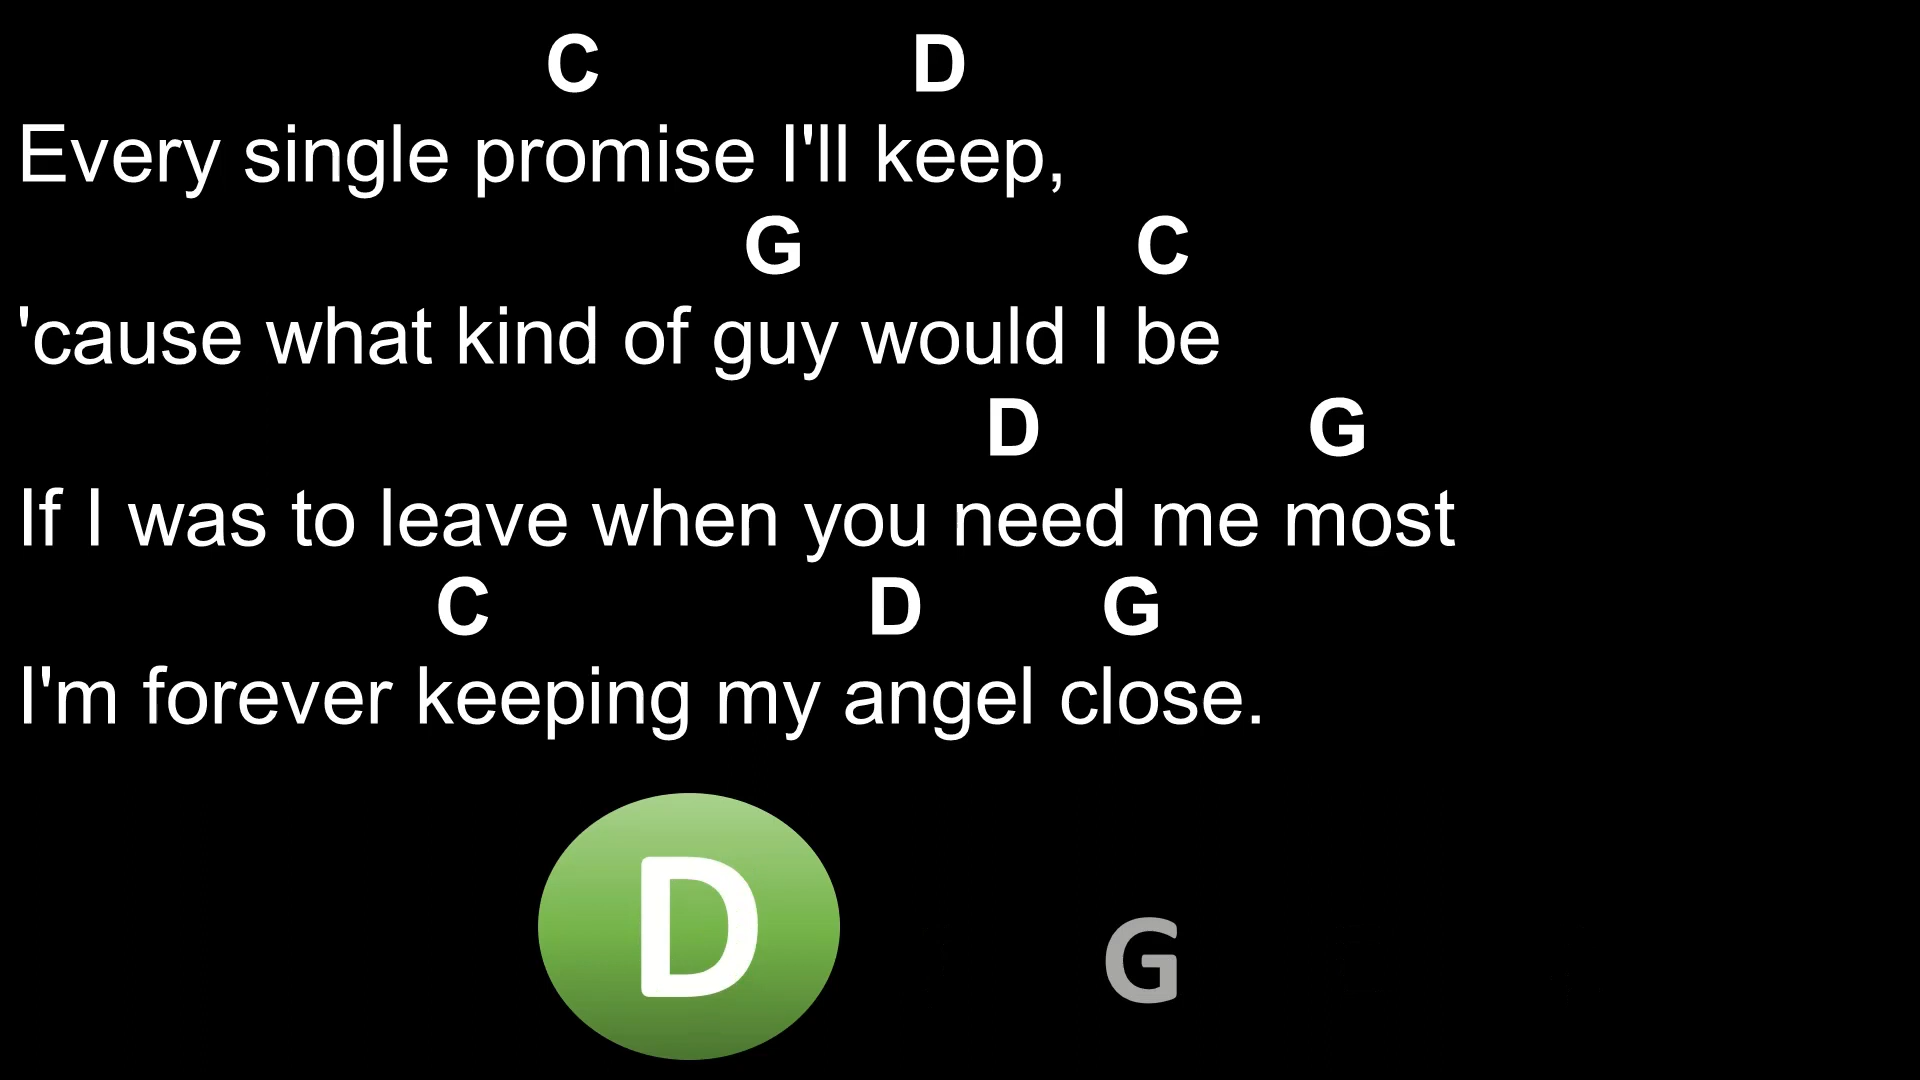 C D
Every single promise I'll keep,
G C
'cause what kind of guy would I be
D G
If I was to leave when you need me most
C D G
I'm forever keeping my angel close.
D G